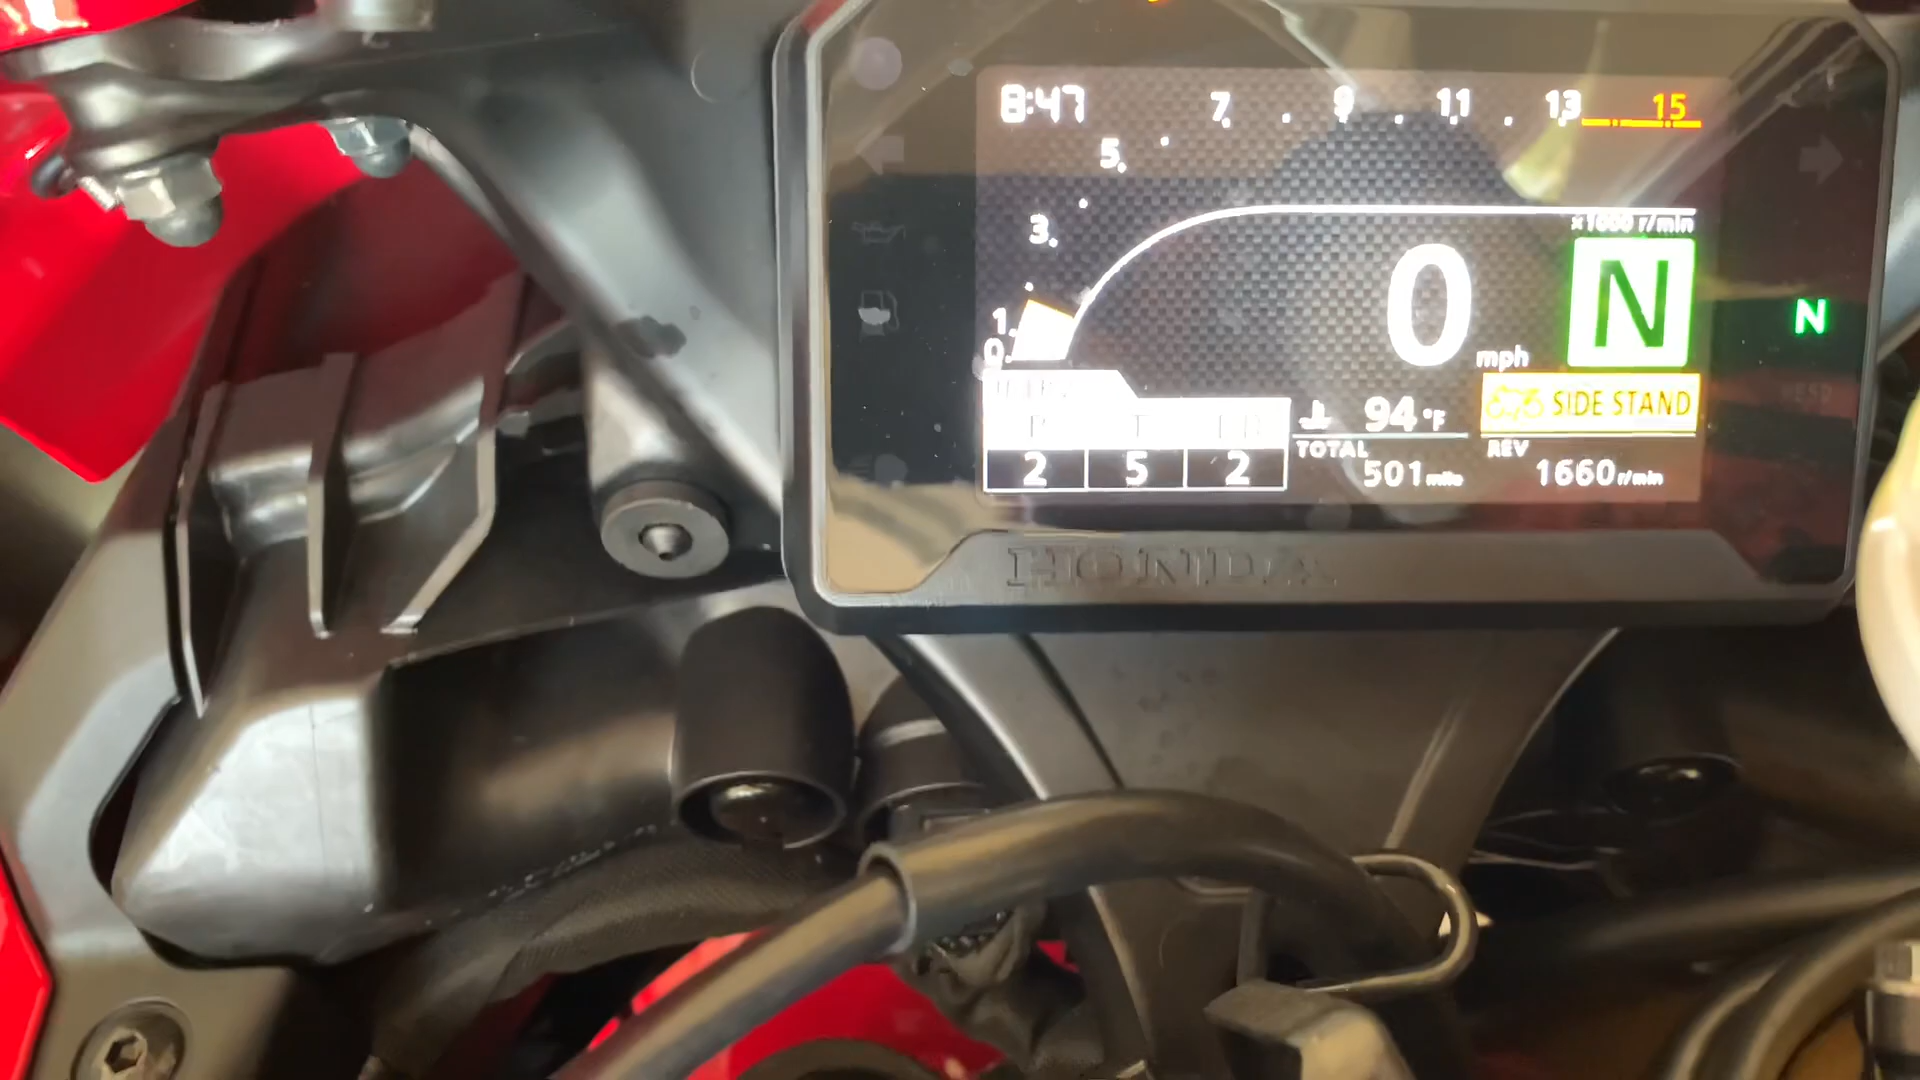 8:47
7 9 11 13 15
5
3
1
0
×1000 r/min
0 mph
N
N
SIDE STAND
94 °F
TOTAL
501 mile
REV
1660 r/min
2 5 2
HONDA